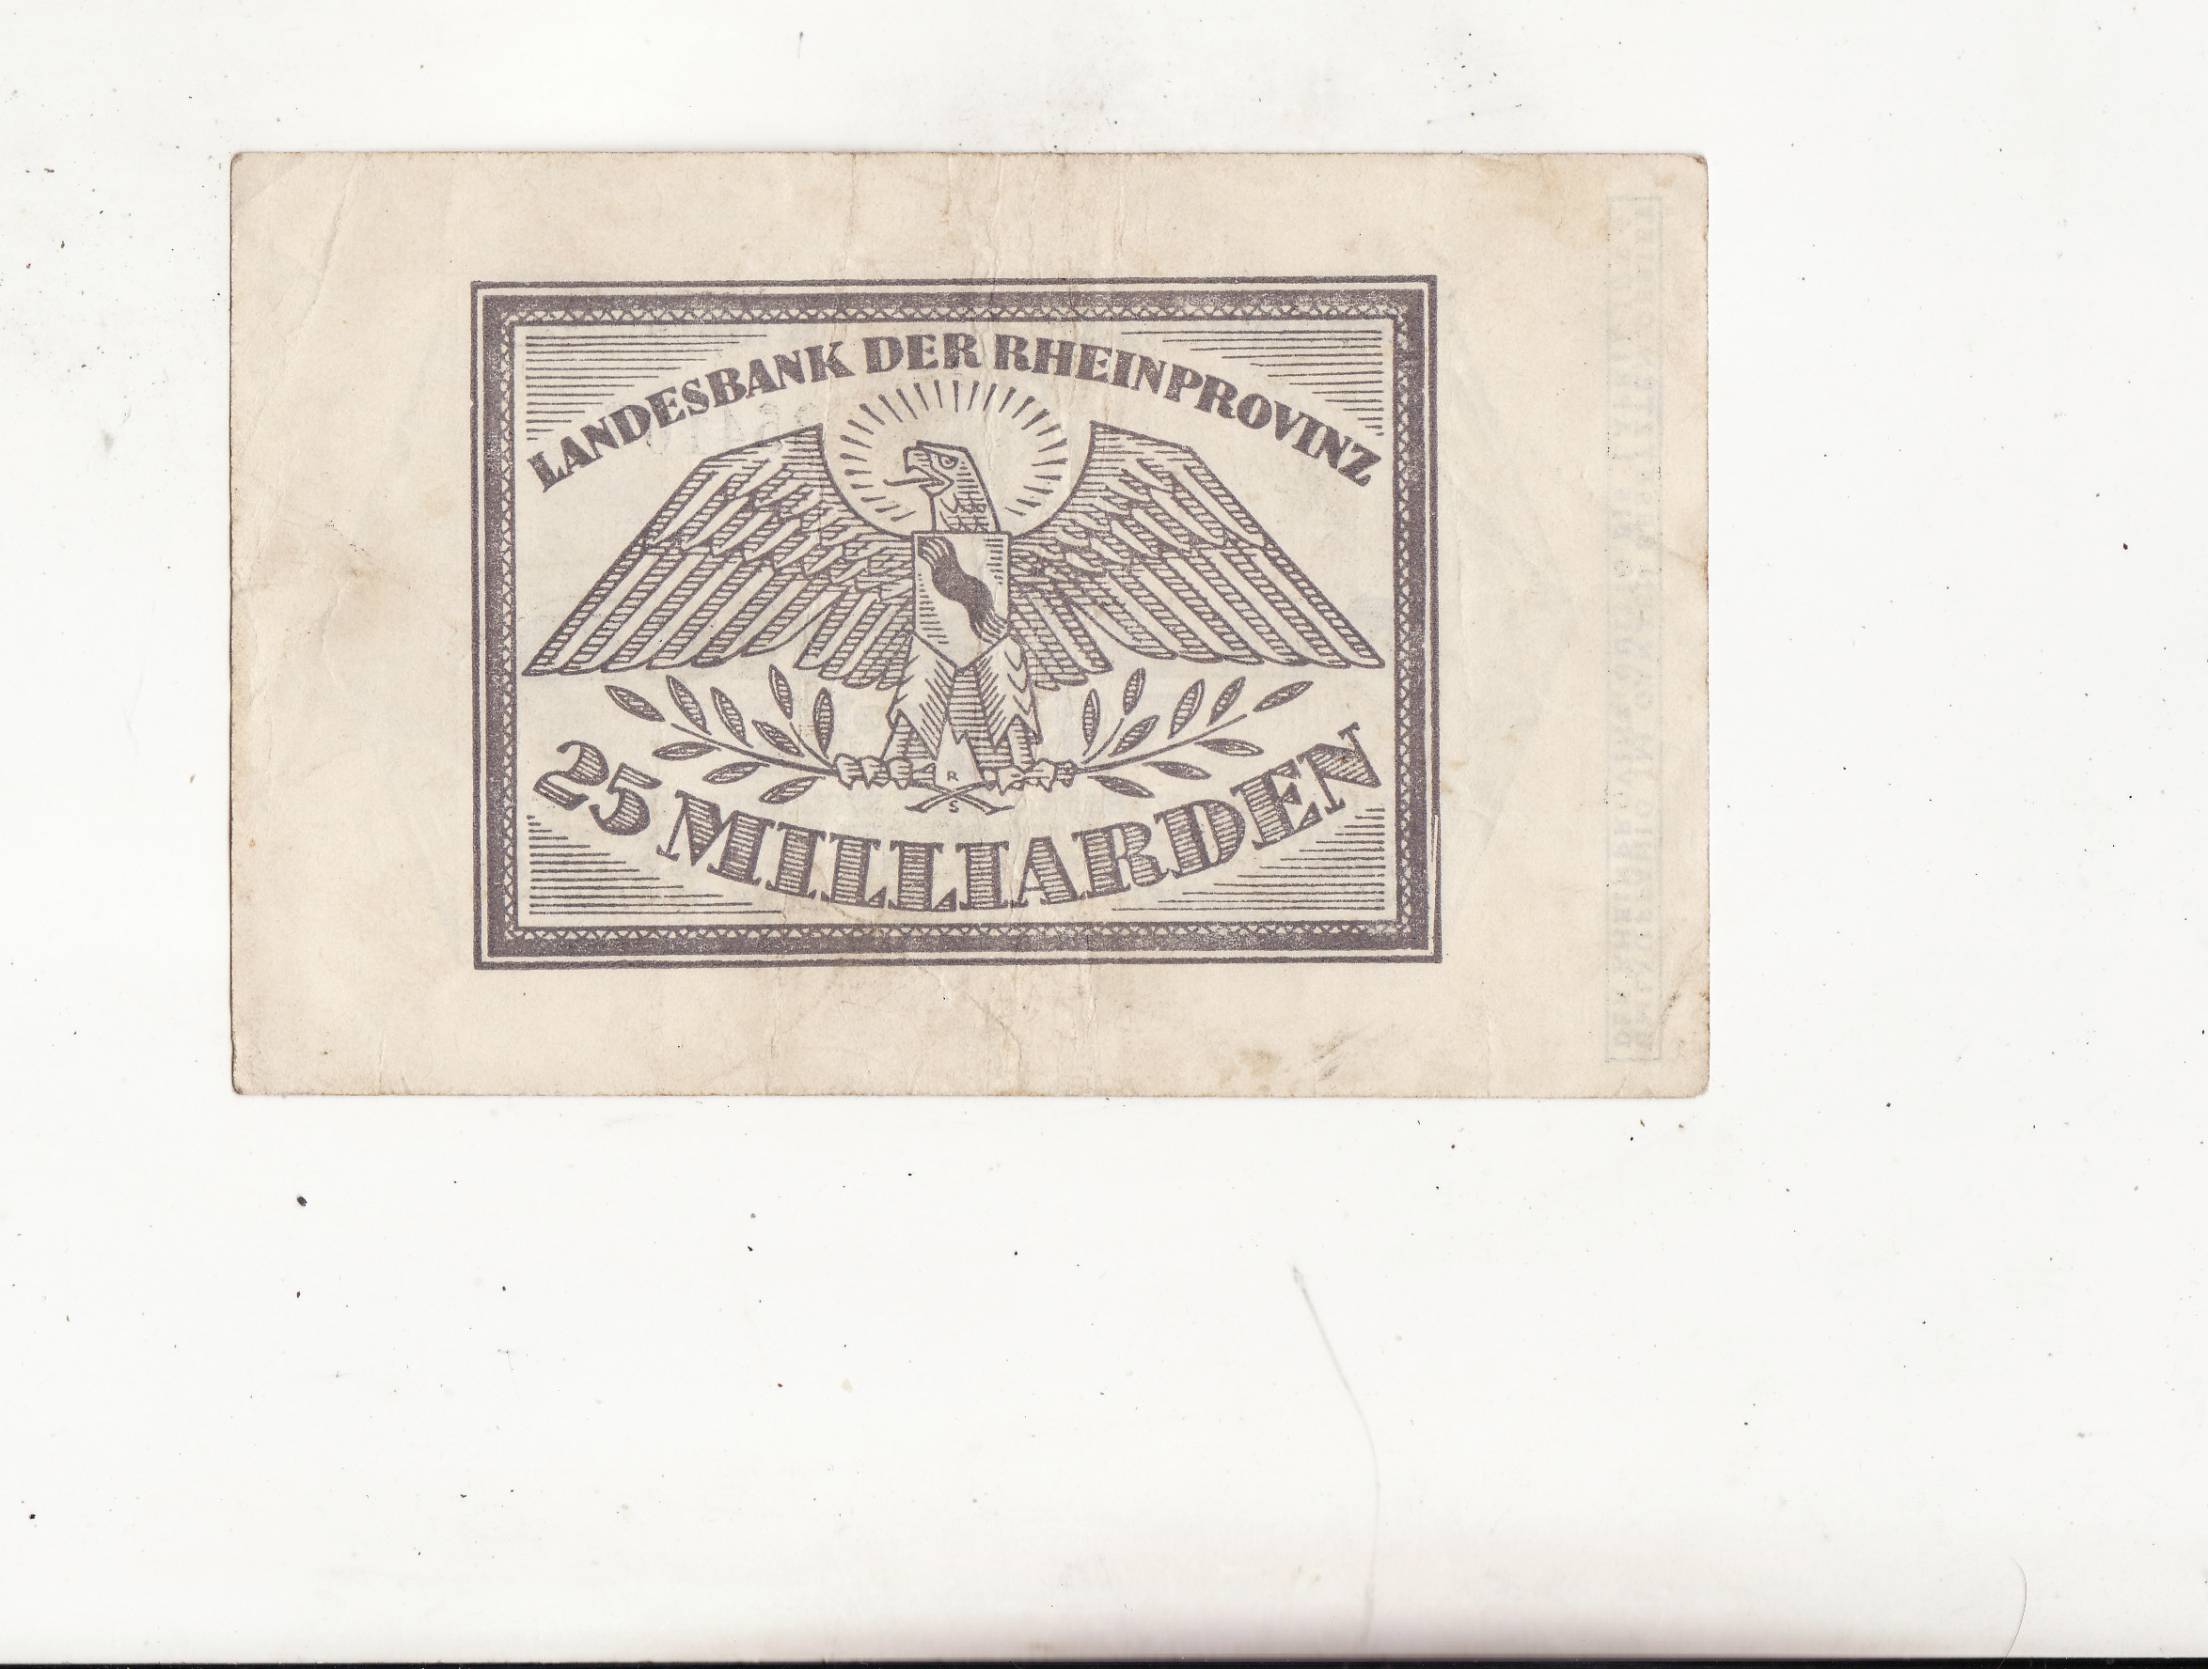 LANDESBANK DER RHEINPROVINZ
R
S
25 MILLIARDEN